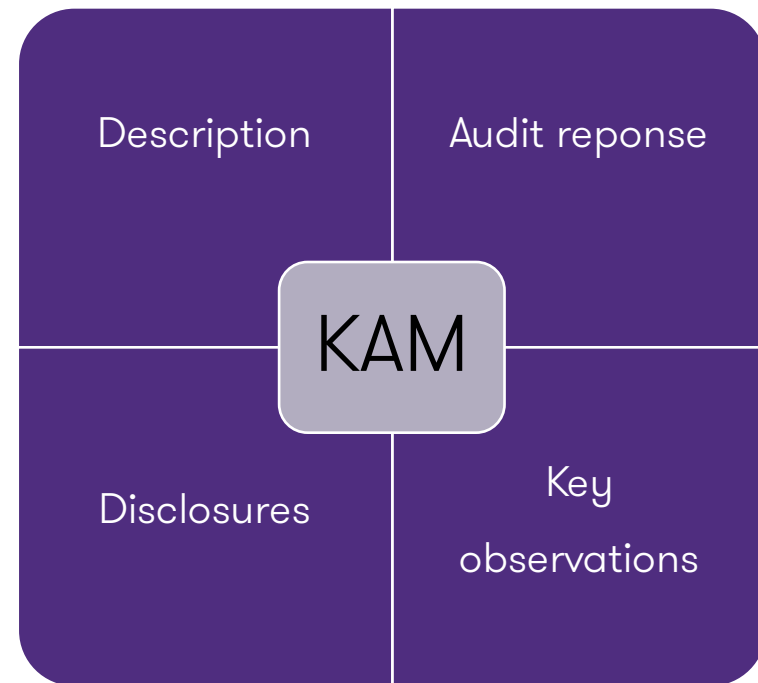 Description
Audit reponse
KAM
Disclosures
Key
observations